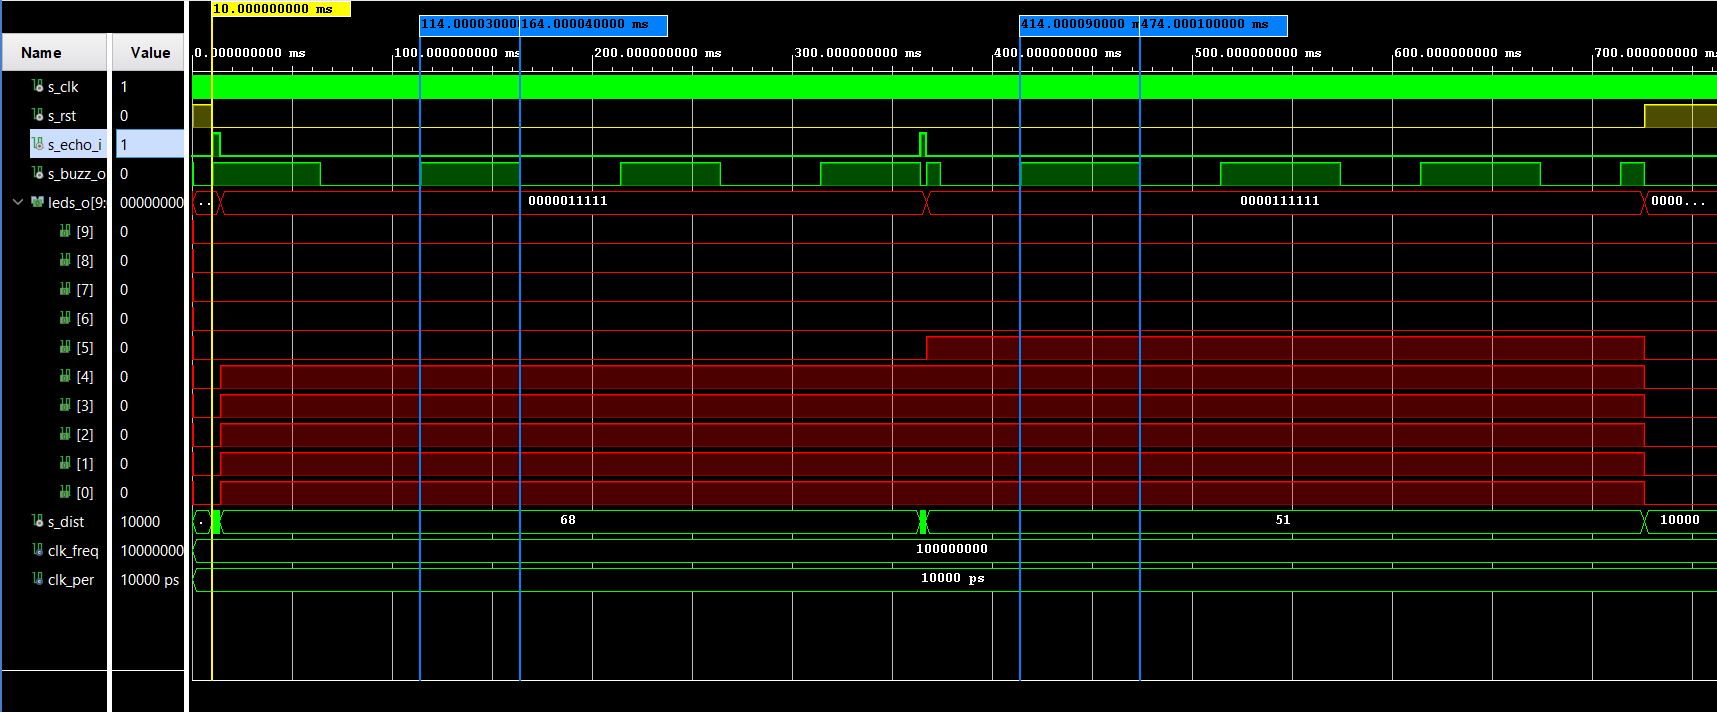 10.000000000 ms
114.000030000 164.000040000 ms 414.000090000 m 474.000100000 ms
Name Value 0.000000000 ms 100.000000000 ms 200.000000000 ms 300.000000000 ms 400.000000000 ms 500.000000000 ms 600.000000000 ms 700.000000000 ms
s_clk 1
s_rst 0
s_echo_i 1
s_buzz_o 0
leds_o[9: 00000000 .. 0000011111 0000111111 0000...
[9] 0
[8] 0
[7] 0
[6] 0
[5] 0
[4] 0
[3] 0
[2] 0
[1] 0
[0] 0
s_dist 10000 . 68 51 10000
clk_freq 10000000 100000000
clk_per 10000 ps 10000 ps